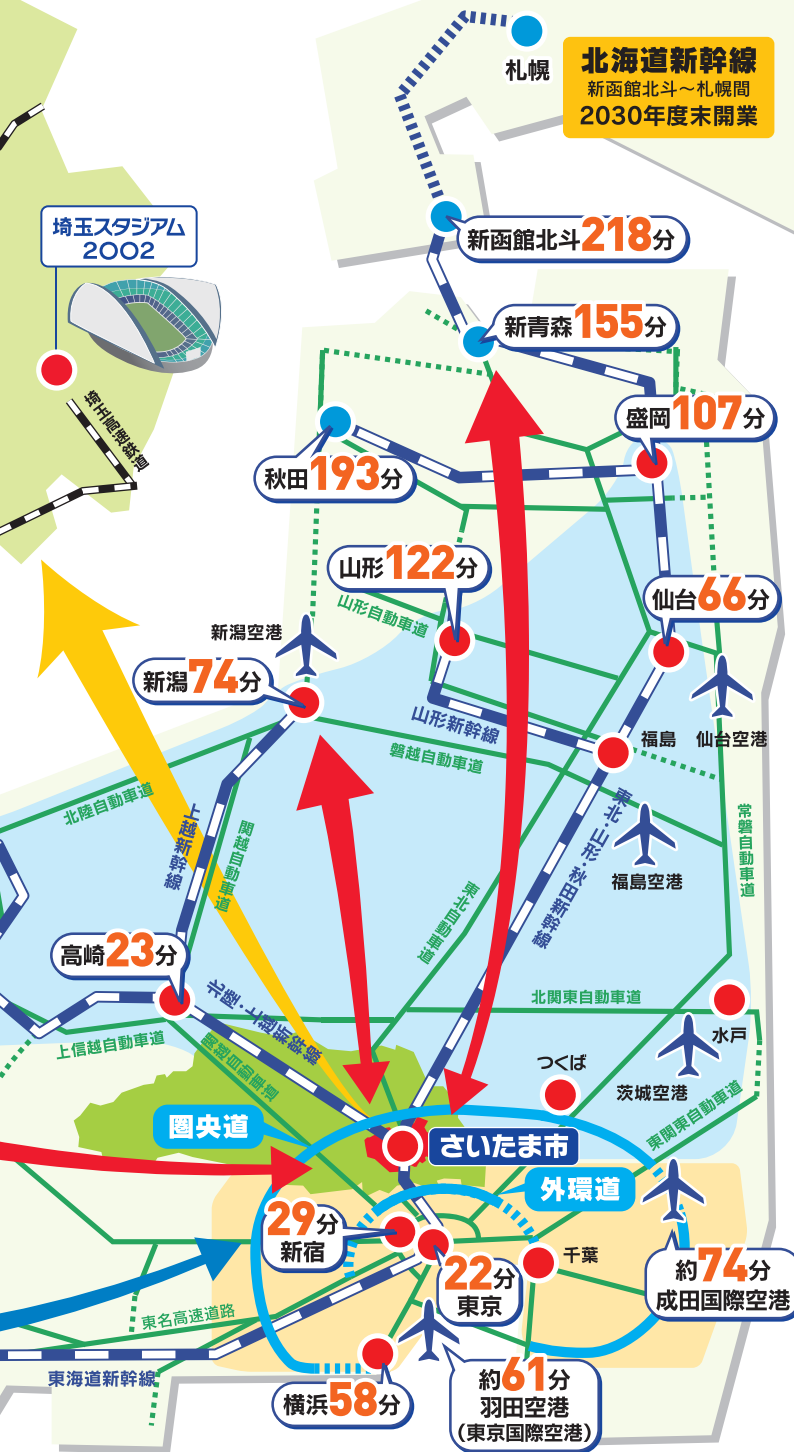 札幌
北海道新幹線
新函館北斗～札幌間
2030年度末開業
埼玉スタジアム
2002
新函館北斗218分
新青森155分
埼玉高速鉄道
盛岡107分
秋田193分
山形122分
仙台66分
山形自動車道
新潟空港
新潟74分
山形新幹線
福島
仙台空港
磐越自動車道
北陸自動車道
上越新幹線
関越自動車道
東北・山形・秋田新幹線
福島空港
常磐自動車道
東北自動車道
高崎23分
北陸・上越新幹線
北関東自動車道
水戸
上信越自動車道
関越自動車道
つくば
茨城空港
東関東自動車道
圏央道
さいたま市
外環道
29分
新宿
22分
東京
千葉
約74分
成田国際空港
東名高速道路
東海道新幹線
横浜58分
約61分
羽田空港
（東京国際空港）